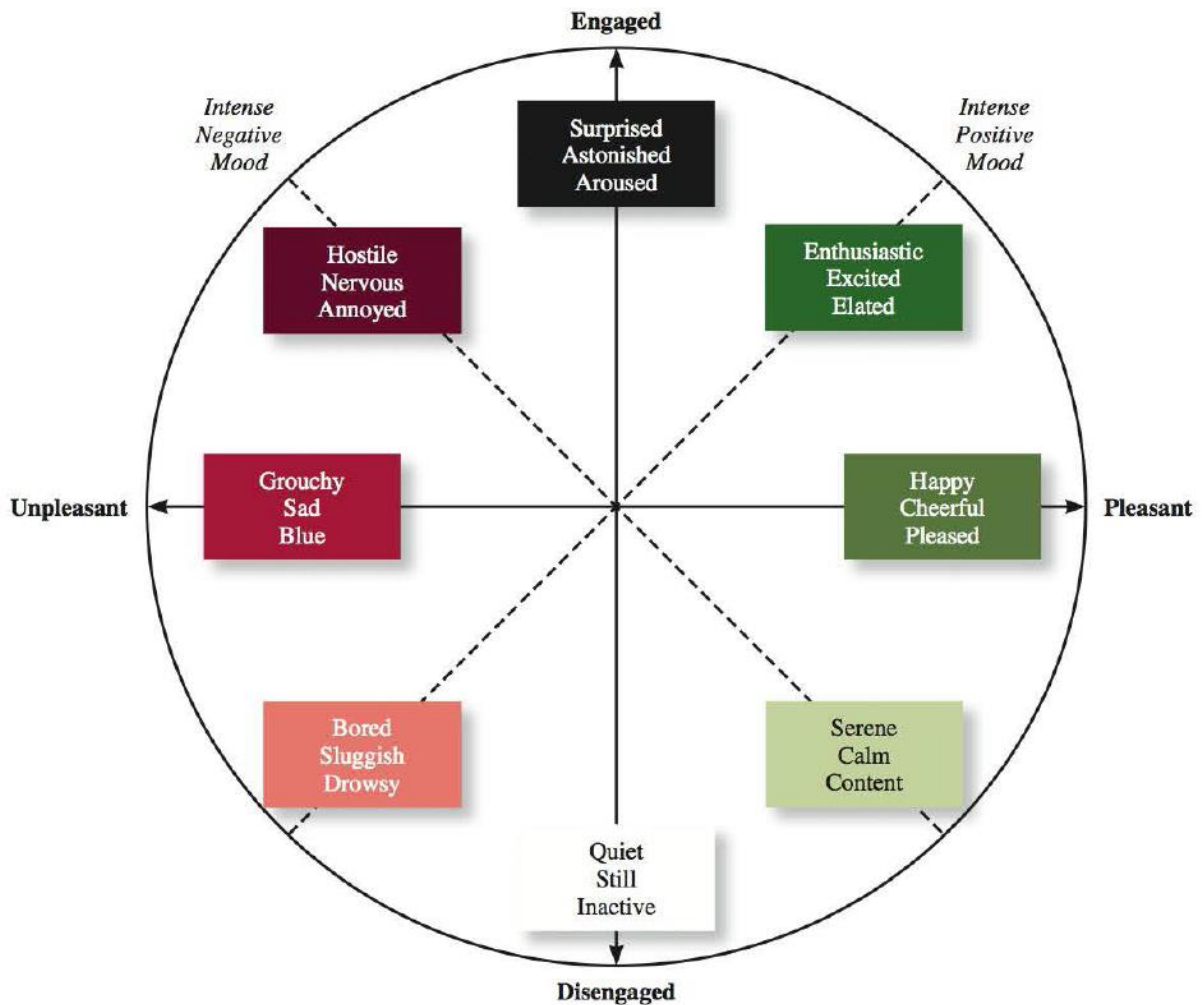 Engaged
Intense
Negative
Mood
Intense
Positive
Mood
Surprised
Astonished
Aroused
Hostile
Nervous
Annoyed
Enthusiastic
Excited
Elated
Unpleasant
Grouchy
Sad
Blue
Happy
Cheerful
Pleased
Pleasant
Bored
Sluggish
Drowsy
Serene
Calm
Content
Quiet
Still
Inactive
Disengaged